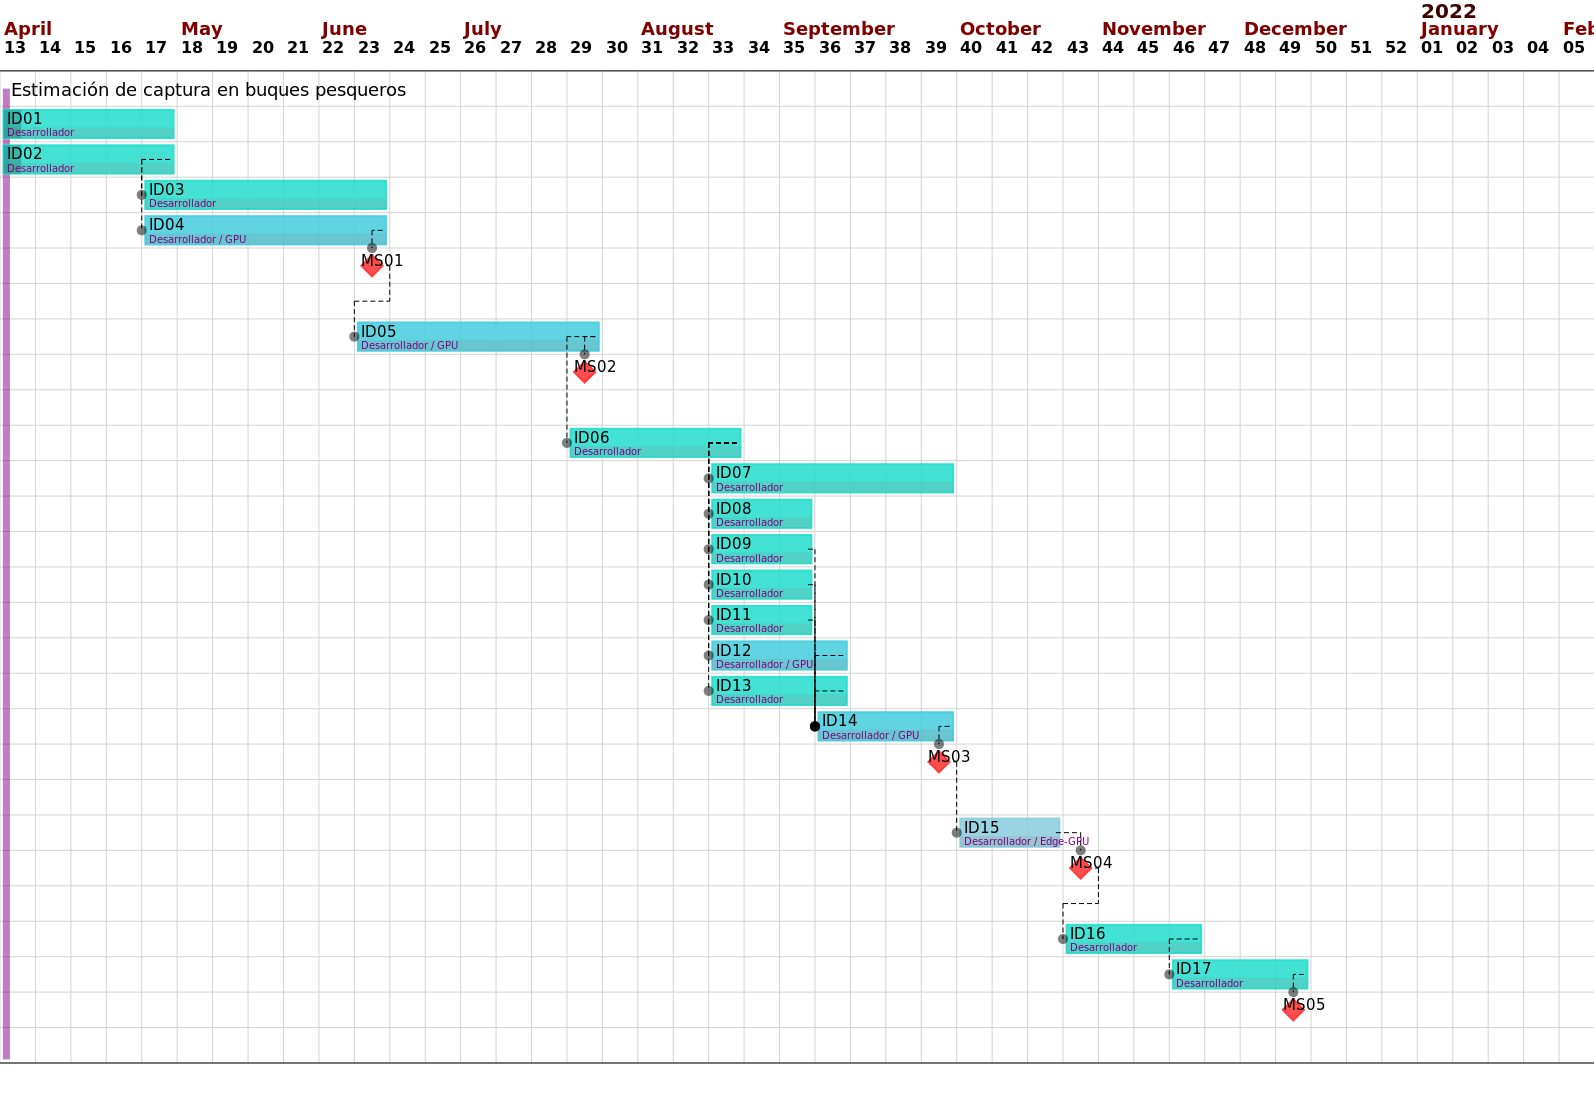 2022
April May June July August September October November December January Feb
13 14 15 16 17 18 19 20 21 22 23 24 25 26 27 28 29 30 31 32 33 34 35 36 37 38 39 40 41 42 43 44 45 46 47 48 49 50 51 52 01 02 03 04 05
Estimación de captura en buques pesqueros
ID01
Desarrollador
ID02
Desarrollador
ID03
Desarrollador
ID04
Desarrollador / GPU
MS01
ID05
Desarrollador / GPU
MS02
ID06
Desarrollador
ID07
Desarrollador
ID08
Desarrollador
ID09
Desarrollador
ID10
Desarrollador
ID11
Desarrollador
ID12
Desarrollador / GPU
ID13
Desarrollador
ID14
Desarrollador / GPU
MS03
ID15
Desarrollador / Edge-GPU
MS04
ID16
Desarrollador
ID17
Desarrollador
MS05